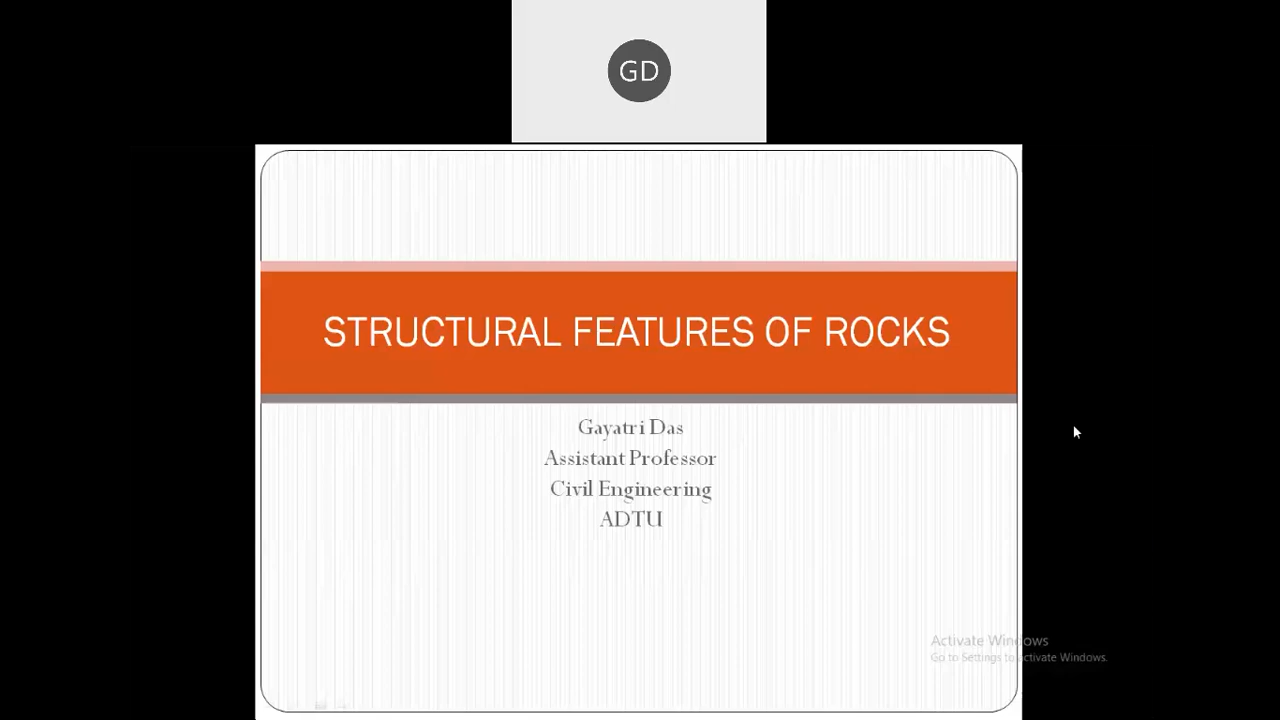 GD
STRUCTURAL FEATURES OF ROCKS
Gayatri Das
Assistant Professor
Civil Engineering
ADTU
Activate Windows
Go to Settings to activate Windows.